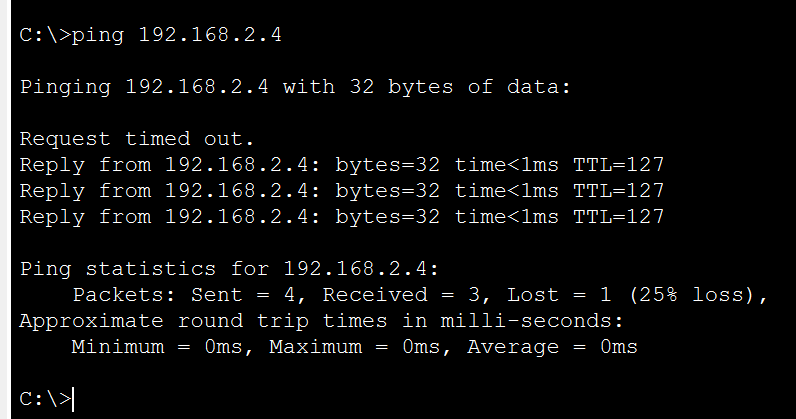 C:\>ping 192.168.2.4
Pinging 192.168.2.4 with 32 bytes of data:
Request timed out.
Reply from 192.168.2.4: bytes=32 time<1ms TTL=127
Reply from 192.168.2.4: bytes=32 time<1ms TTL=127
Reply from 192.168.2.4: bytes=32 time<1ms TTL=127
Ping statistics for 192.168.2.4:
    Packets: Sent = 4, Received = 3, Lost = 1 (25% loss),
Approximate round trip times in milli-seconds:
    Minimum = 0ms, Maximum = 0ms, Average = 0ms
C:\>